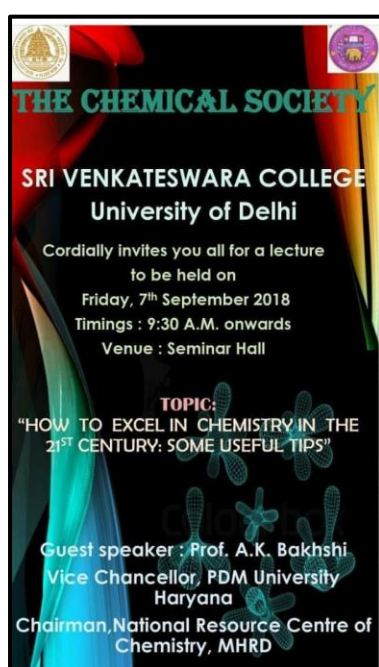 THE CHEMICAL SOCIETY
SRI VENKATESWARA COLLEGE
University of Delhi
Cordially invites you all for a lecture
to be held on
Friday, 7th September 2018
Timings : 9:30 A.M. onwards
Venue : Seminar Hall
TOPIC:
"HOW TO EXCEL IN CHEMISTRY IN THE
21ST CENTURY: SOME USEFUL TIPS"
Guest speaker : Prof. A.K. Bakhshi
Vice Chancellor, PDM University
Haryana
Chairman,National Resource Centre of
Chemistry, MHRD